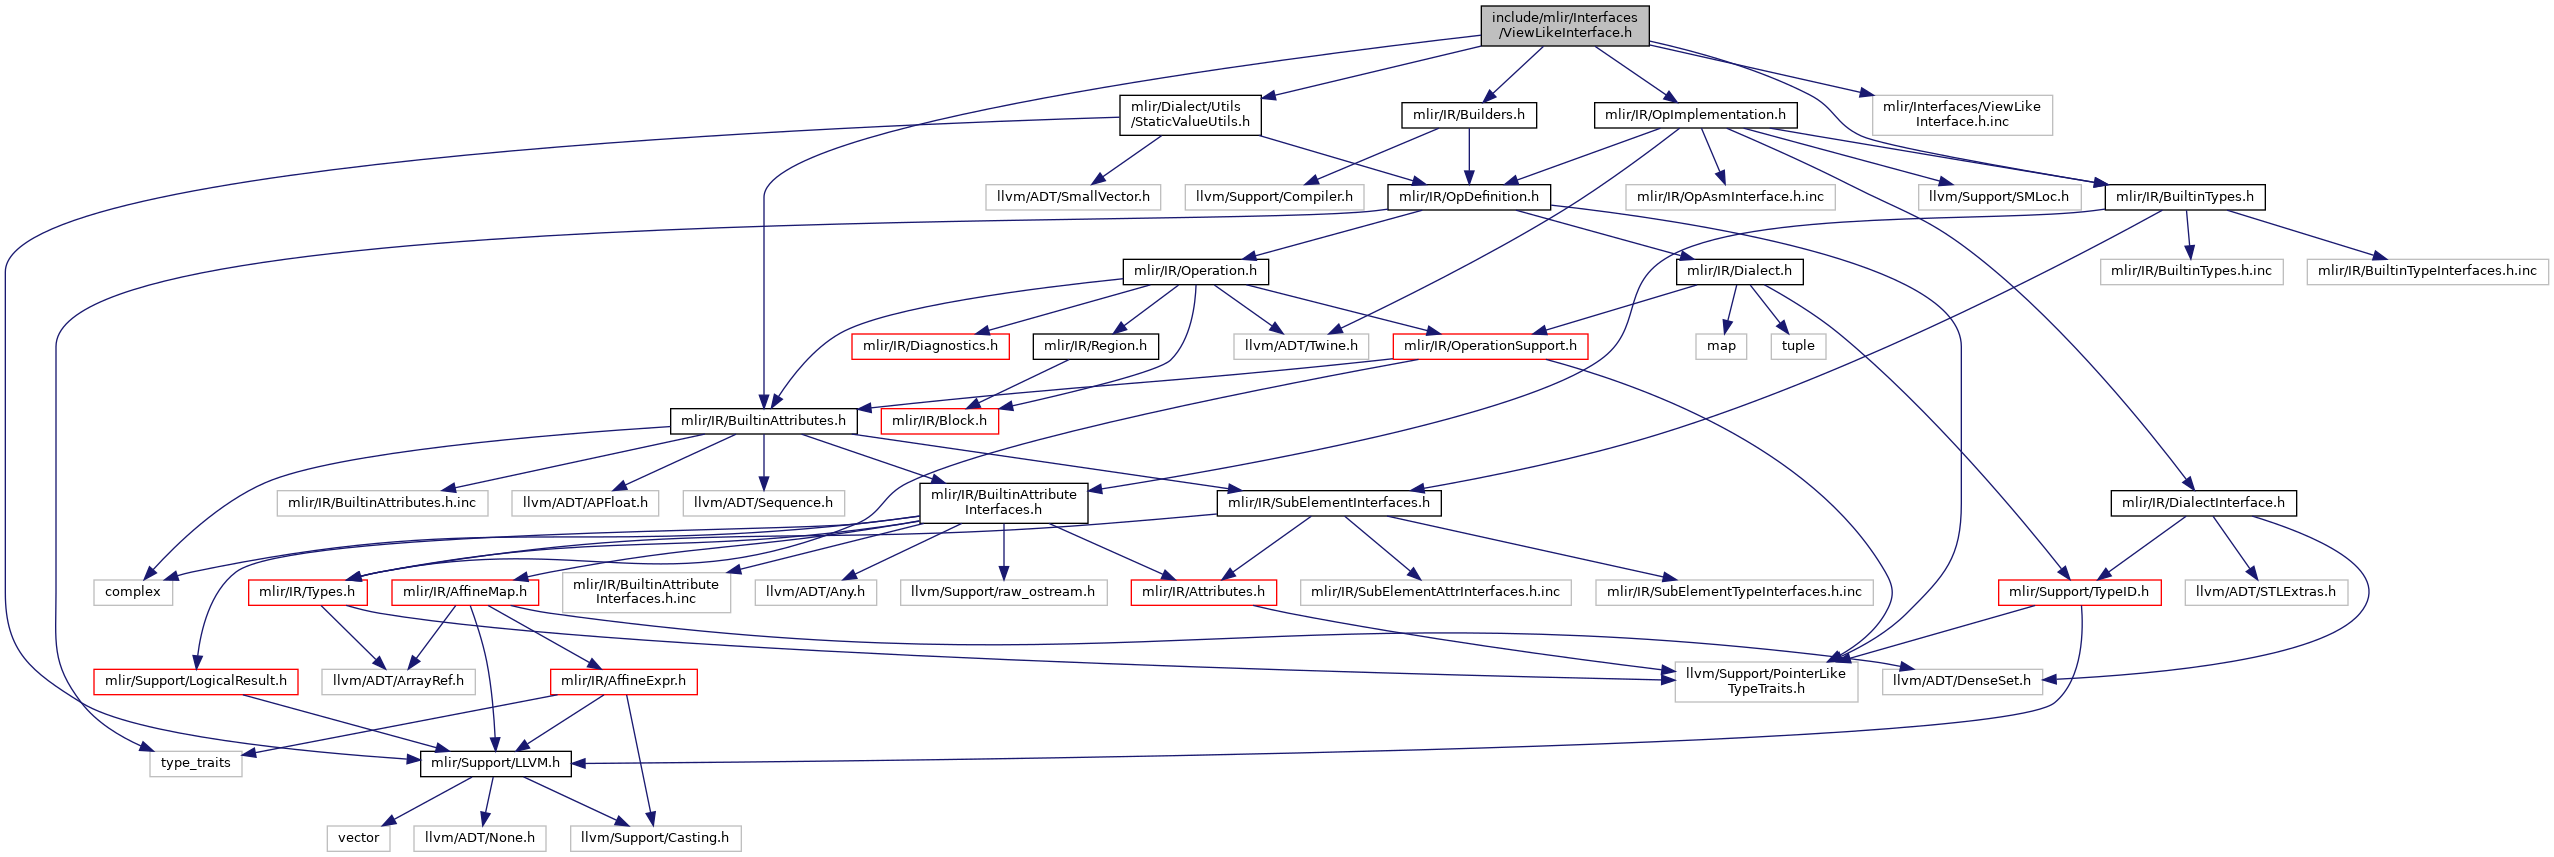 include/mlir/Interfaces
/ViewLikeInterface.h
mlir/Dialect/Utils
/StaticValueUtils.h
mlir/IR/Builders.h
mlir/IR/OpImplementation.h
mlir/Interfaces/ViewLike
Interface.h.inc
llvm/ADT/SmallVector.h
llvm/Support/Compiler.h
mlir/IR/OpDefinition.h
mlir/IR/OpAsmInterface.h.inc
llvm/Support/SMLoc.h
mlir/IR/BuiltinTypes.h
mlir/IR/Operation.h
mlir/IR/Dialect.h
mlir/IR/BuiltinTypes.h.inc
mlir/IR/BuiltinTypeInterfaces.h.inc
mlir/IR/Diagnostics.h
mlir/IR/Region.h
llvm/ADT/Twine.h
mlir/IR/OperationSupport.h
map
tuple
mlir/IR/BuiltinAttributes.h
mlir/IR/Block.h
mlir/IR/BuiltinAttributes.h.inc
llvm/ADT/APFloat.h
llvm/ADT/Sequence.h
mlir/IR/BuiltinAttribute
Interfaces.h
mlir/IR/SubElementInterfaces.h
mlir/IR/DialectInterface.h
complex
mlir/IR/Types.h
mlir/IR/AffineMap.h
mlir/IR/BuiltinAttribute
Interfaces.h.inc
llvm/ADT/Any.h
llvm/Support/raw_ostream.h
mlir/IR/Attributes.h
mlir/IR/SubElementAttrInterfaces.h.inc
mlir/IR/SubElementTypeInterfaces.h.inc
mlir/Support/TypeID.h
llvm/ADT/STLExtras.h
mlir/Support/LogicalResult.h
llvm/ADT/ArrayRef.h
mlir/IR/AffineExpr.h
llvm/Support/PointerLike
TypeTraits.h
llvm/ADT/DenseSet.h
type_traits
mlir/Support/LLVM.h
vector
llvm/ADT/None.h
llvm/Support/Casting.h